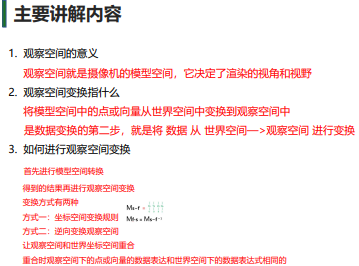 主要讲解内容
1. 观察空间的意义
观察空间就是摄像机的模型空间，它决定了渲染的视角和视野
2. 观察空间变换指什么
将模型空间中的点或向量从世界空间中变换到观察空间中
是数据变换的第二步，就是将 数据 从 世界空间—>观察空间 进行变换
3. 如何进行观察空间变换
首先进行模型空间转换
得到的结果再进行观察空间变换
变换方式有两种
方式一：坐标空间变换规则
方式二：逆向变换观察空间
让观察空间和世界坐标空间重合
重合时观察空间下的点或向量的数据表达和世界空间下的数据表达式相同的